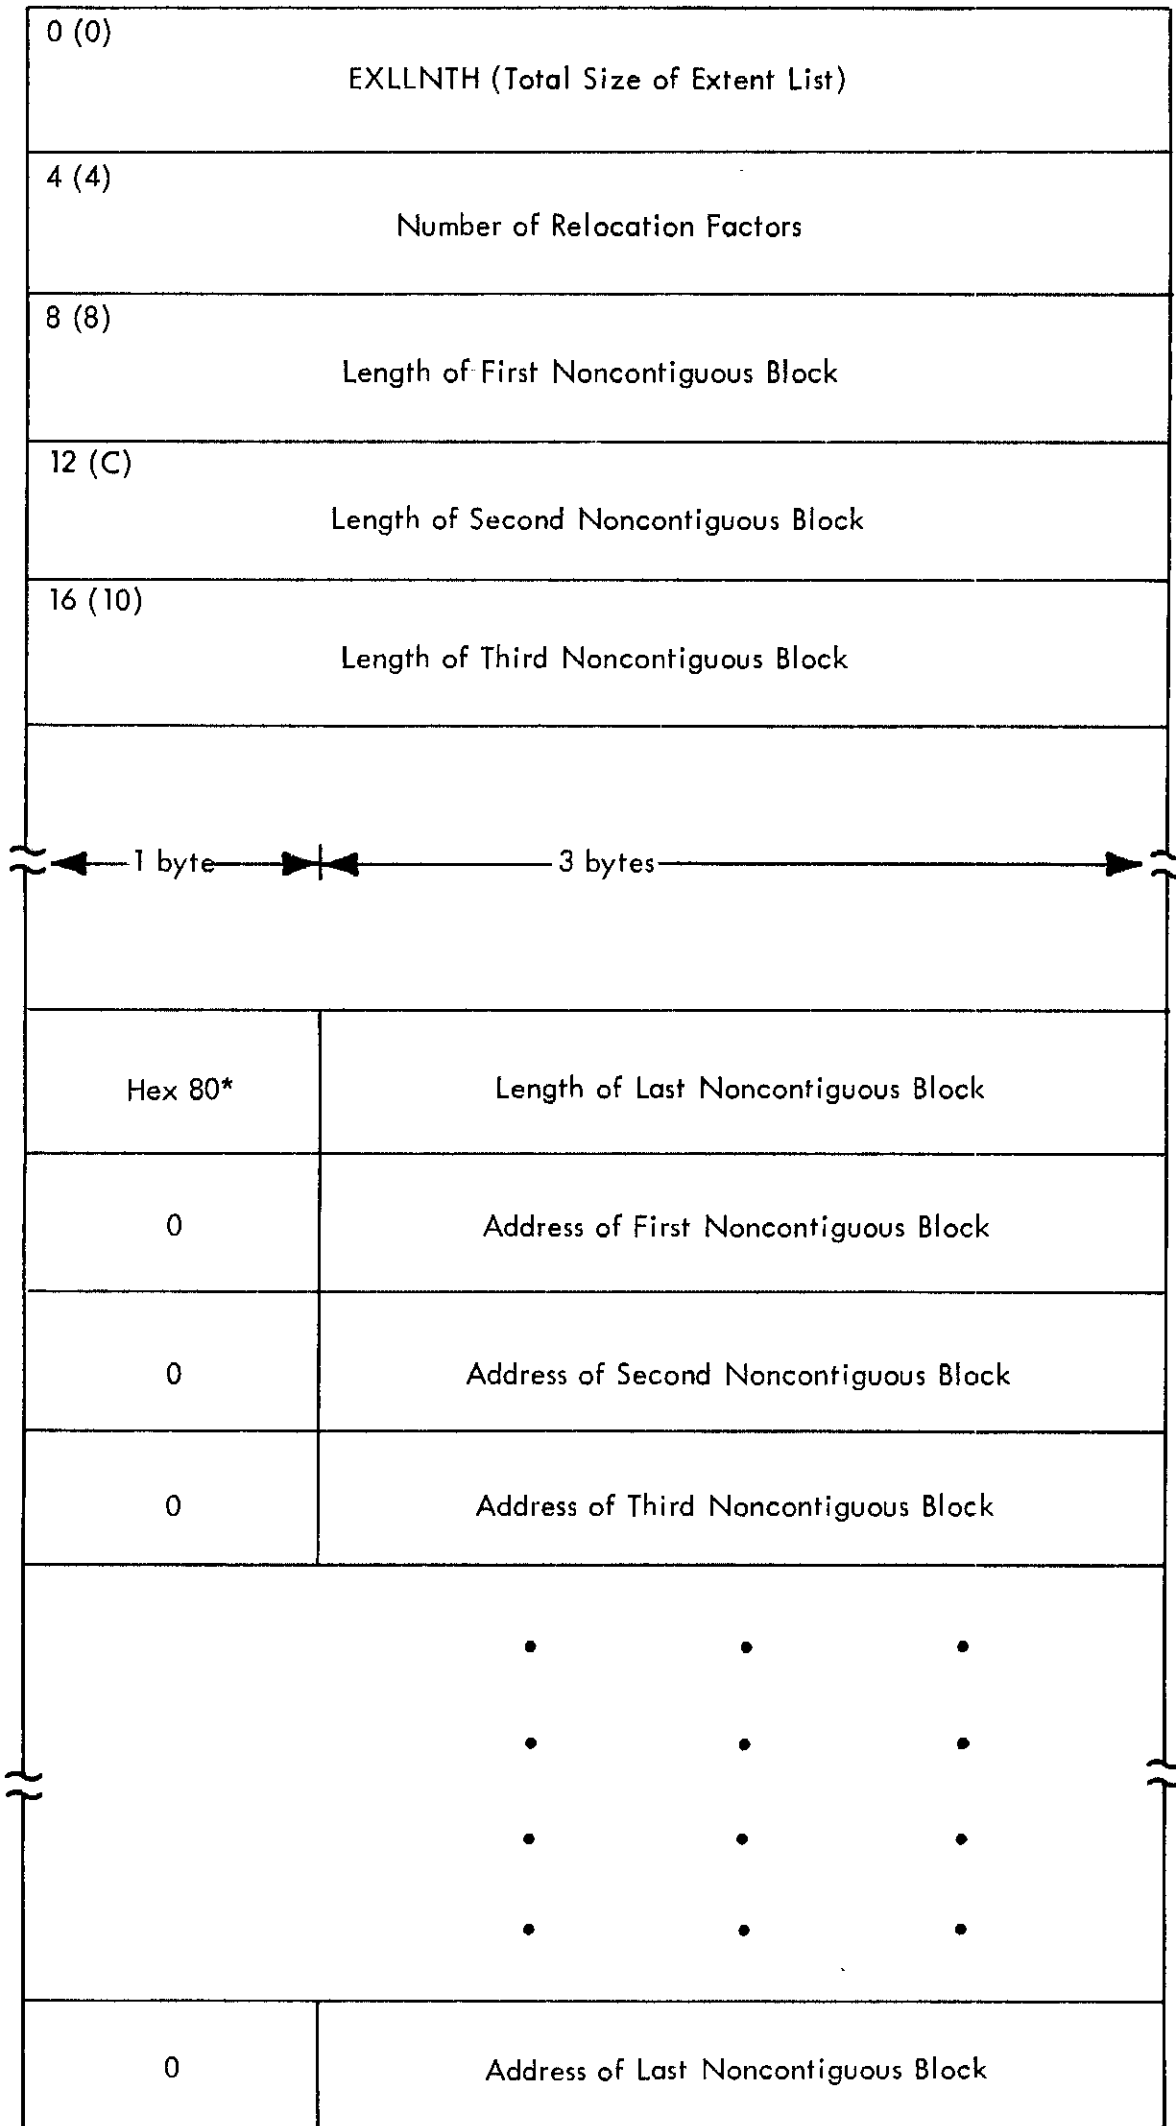 0 (0)
EXLLNTH (Total Size of Extent List)
4 (4)
Number of Relocation Factors
8 (8)
Length of First Noncontiguous Block
12 (C)
Length of Second Noncontiguous Block
16 (10)
Length of Third Noncontiguous Block
1 byte 3 bytes
Hex 80* Length of Last Noncontiguous Block
0 Address of First Noncontiguous Block
0 Address of Second Noncontiguous Block
0 Address of Third Noncontiguous Block
0 Address of Last Noncontiguous Block